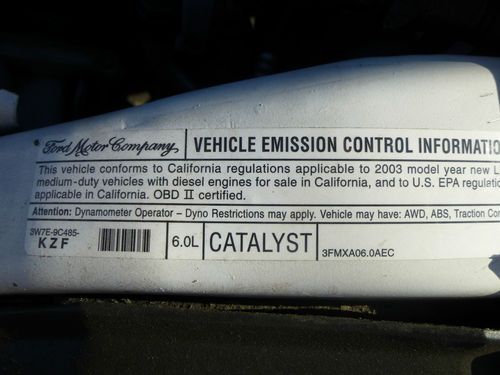 Ford Motor Company VEHICLE EMISSION CONTROL INFORMATIO
This vehicle conforms to California regulations applicable to 2003 model year new L
medium-duty vehicles with diesel engines for sale in California, and to U.S. EPA regulation
applicable in California. OBD II certified.
Attention: Dynamometer Operator - Dyno Restrictions may apply. Vehicle may have: AWD, ABS, Traction Con
3W7E-9C485-
KZF 6.0L CATALYST 3FMXA06.0AEC